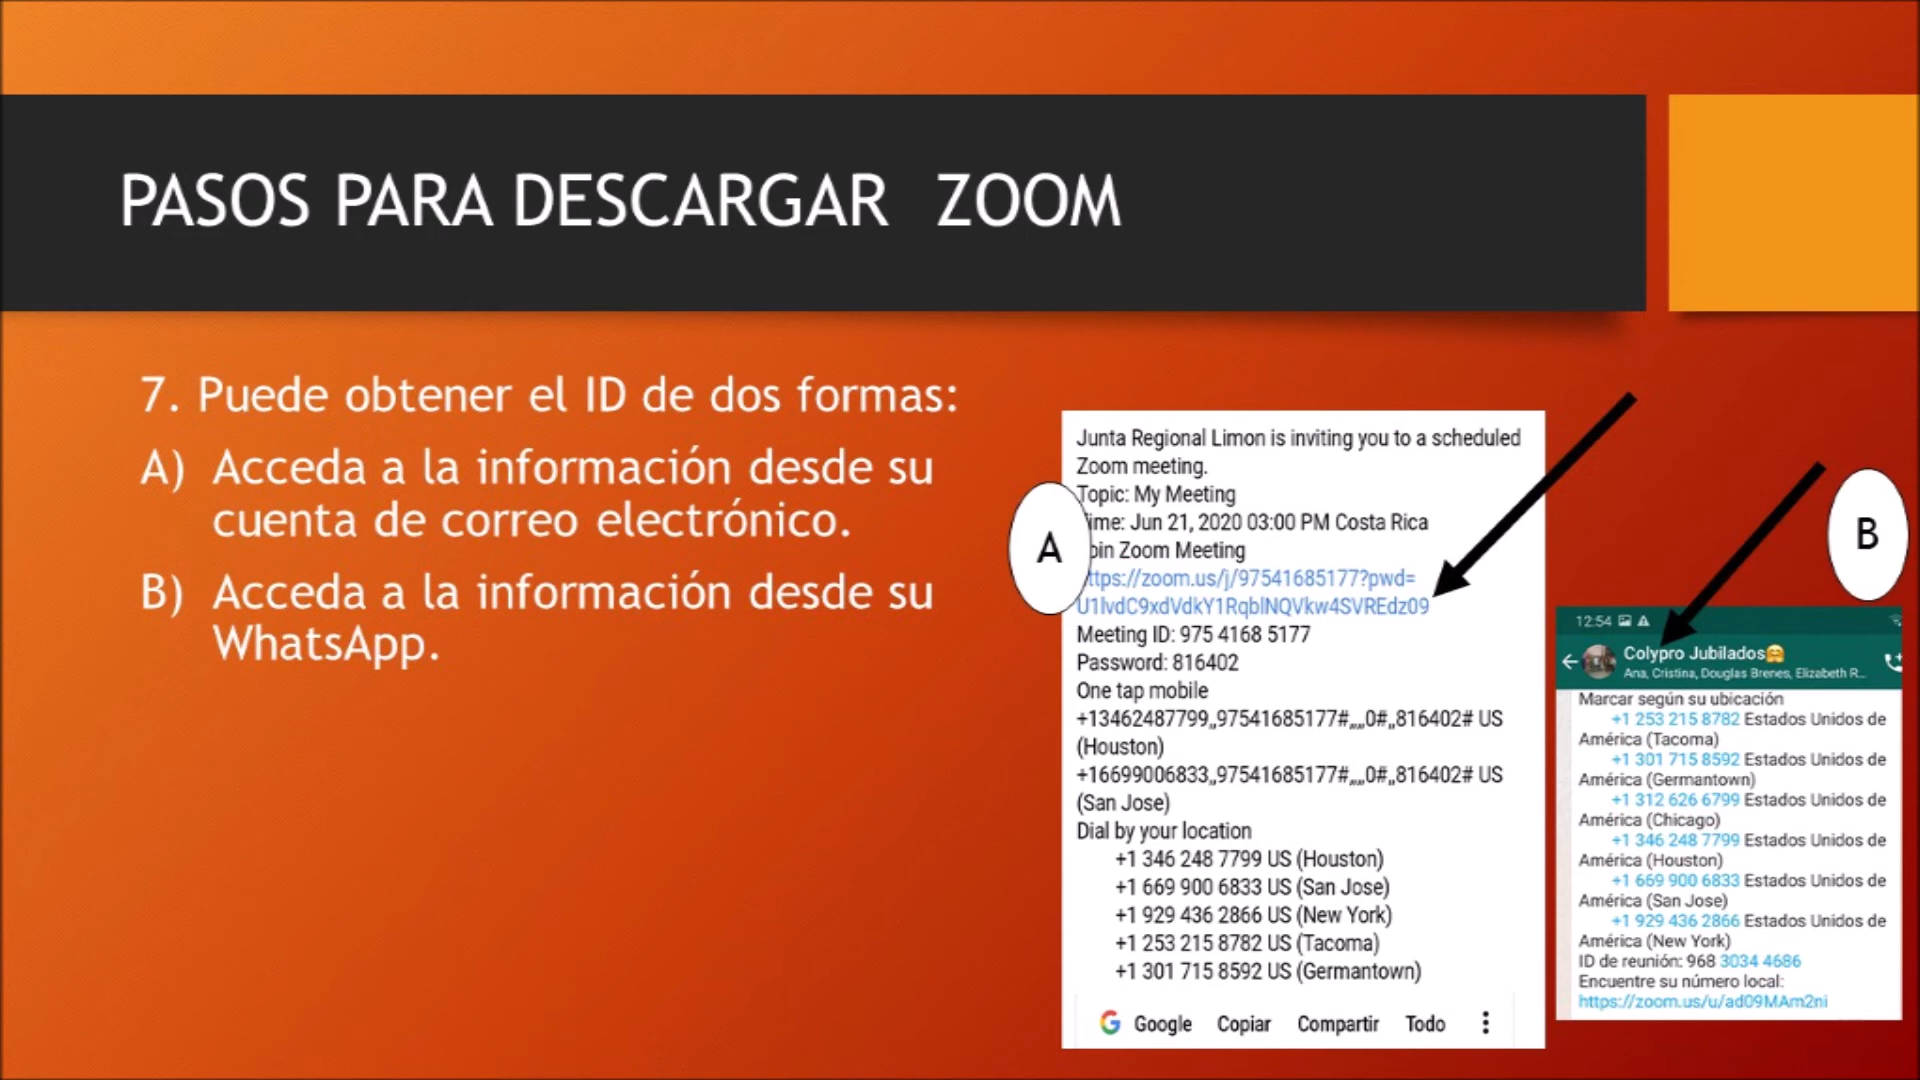 PASOS PARA DESCARGAR ZOOM
7. Puede obtener el ID de dos formas:
A) Acceda a la información desde su
cuenta de correo electrónico.
B) Acceda a la información desde su
WhatsApp.
A
Junta Regional Limon is inviting you to a scheduled
Zoom meeting.
Topic: My Meeting
ime: Jun 21, 2020 03:00 PM Costa Rica
oin Zoom Meeting
ttps://zoom.us/j/97541685177?pwd=
U1lvdC9xdVdkY1RqblNQVkw4SVREdz09
Meeting ID: 975 4168 5177
Password: 816402
One tap mobile
+13462487799,,97541685177#,,,,0#,,816402# US
(Houston)
+16699006833,,97541685177#,,,,0#,,816402# US
(San Jose)
Dial by your location
+1 346 248 7799 US (Houston)
+1 669 900 6833 US (San Jose)
+1 929 436 2866 US (New York)
+1 253 215 8782 US (Tacoma)
+1 301 715 8592 US (Germantown)
Google Copiar Compartir Todo
B
12:54
Colypro Jubilados🤗
Ana, Cristina, Douglas Brenes, Elizabeth R...
Marcar según su ubicación
+1 253 215 8782 Estados Unidos de
América (Tacoma)
+1 301 715 8592 Estados Unidos de
América (Germantown)
+1 312 626 6799 Estados Unidos de
América (Chicago)
+1 346 248 7799 Estados Unidos de
América (Houston)
+1 669 900 6833 Estados Unidos de
América (San Jose)
+1 929 436 2866 Estados Unidos de
América (New York)
ID de reunión: 968 3034 4686
Encuentre su número local:
https://zoom.us/u/ad09MAm2ni